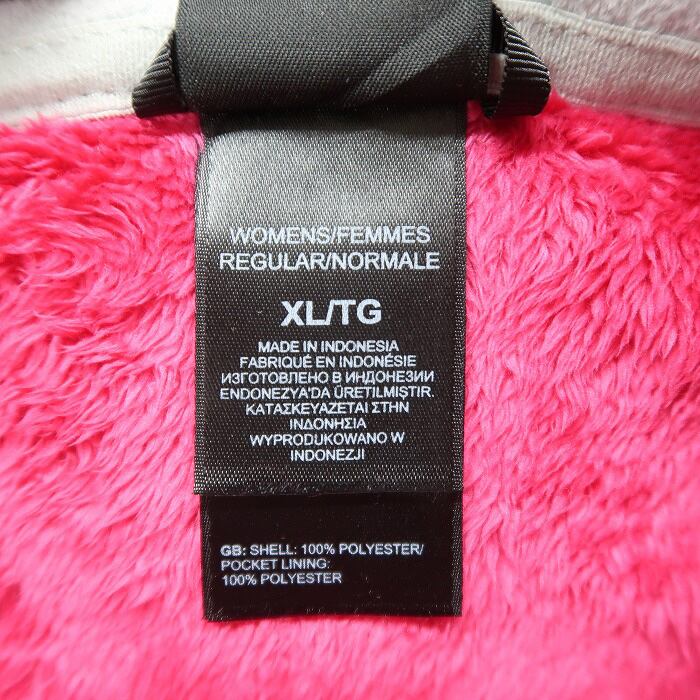 WOMENS/FEMMES
REGULAR/NORMALE
XL/TG
MADE IN INDONESIA
FABRIQUÉ EN INDONÉSIE
ИЗГОТОВЛЕНО В ИНДОНЕЗИИ
ENDONEZYA'DA ÜRETILMIŞTIR.
ΚΑΤΑΣΚΕΥΑΖΕΤΑΙ ΣΤΗΝ
ΙΝΔΟΝΗΣΙΑ
WYPRODUKOWANO W
INDONEZJI
GB: SHELL: 100% POLYESTER/
POCKET LINING:
100% POLYESTER